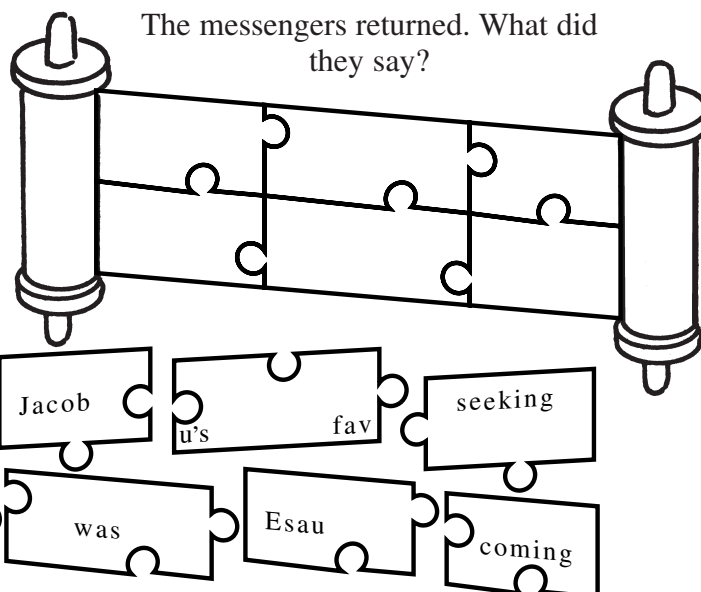 The messengers returned. What did
they say?
Jacob
u's fav
seeking
was
Esau
coming